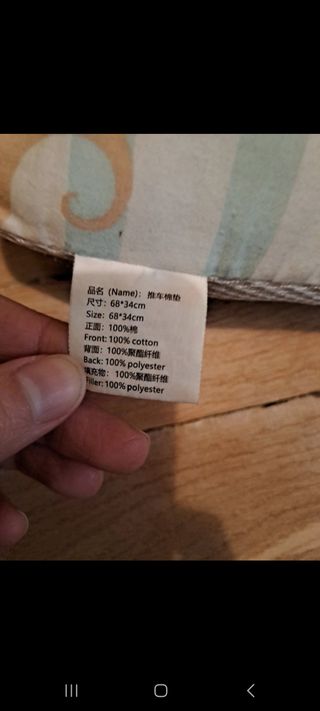 品名 (Name): 推车棉垫
尺寸: 68*34cm
Size: 68*34cm
正面: 100%棉
Front: 100% cotton
背面: 100%聚酯纤维
Back: 100% polyester
填充物: 100%聚酯纤维
Filler: 100% polyester